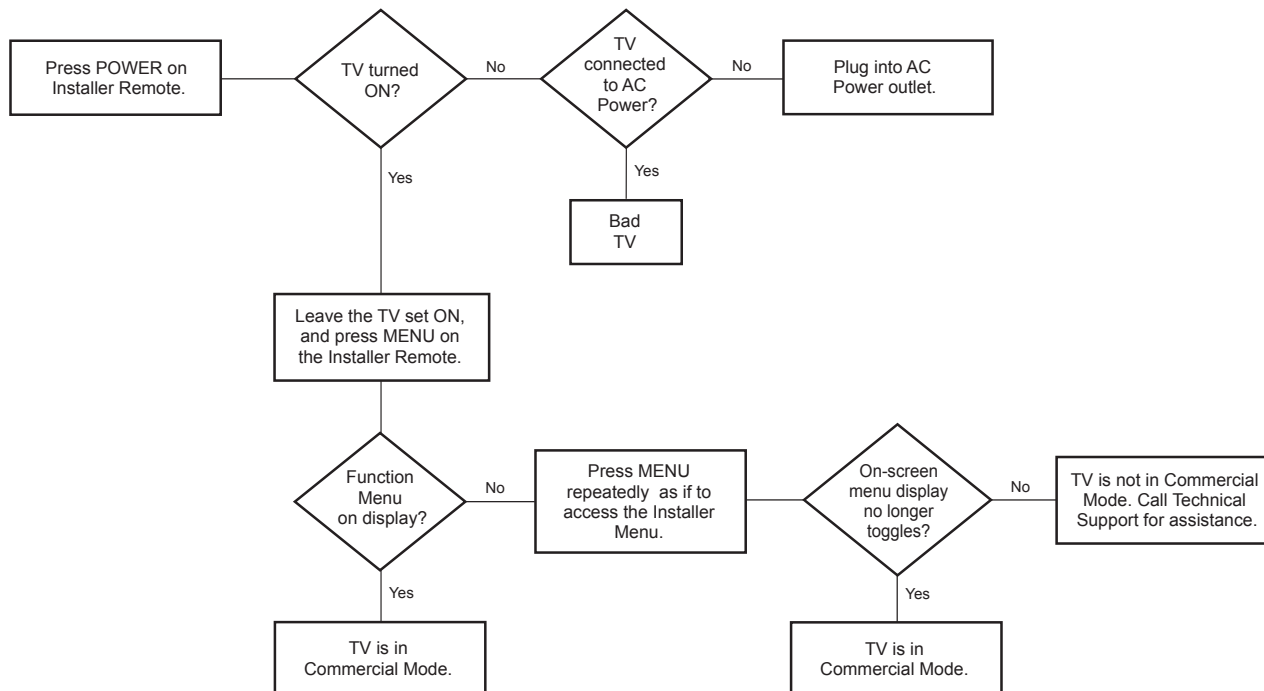 Press POWER on
Installer Remote.
TV turned
ON?
No
TV
connected
to AC
Power?
No
Plug into AC
Power outlet.
Yes
Yes
Bad
TV
Leave the TV set ON,
and press MENU on
the Installer Remote.
Function
Menu
on display?
No
Press MENU
repeatedly as if to
access the Installer
Menu.
On-screen
menu display
no longer
toggles?
No
TV is not in Commercial
Mode. Call Technical
Support for assistance.
Yes
Yes
TV is in
Commercial Mode.
TV is in
Commercial Mode.